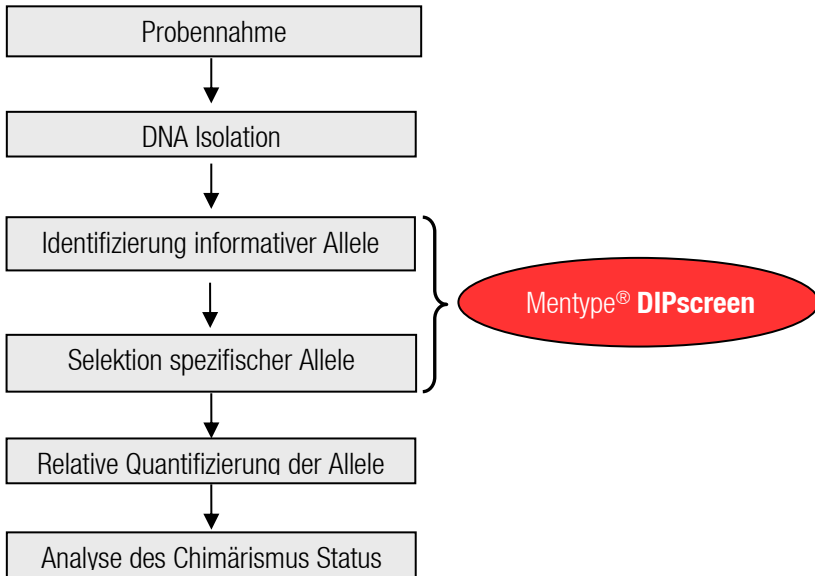 Probennahme
DNA Isolation
Identifizierung informativer Allele
Mentype® DIPscreen
Selektion spezifischer Allele
Relative Quantifizierung der Allele
Analyse des Chimärismus Status